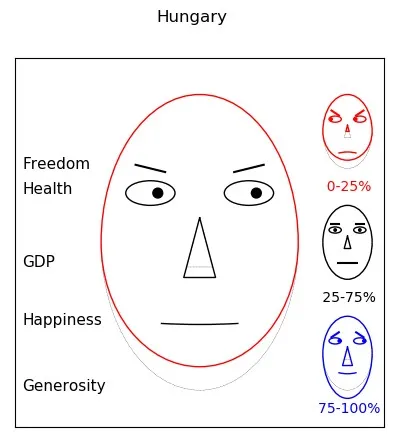 Hungary
Freedom
Health
GDP
Happiness
Generosity
0-25%
25-75%
75-100%